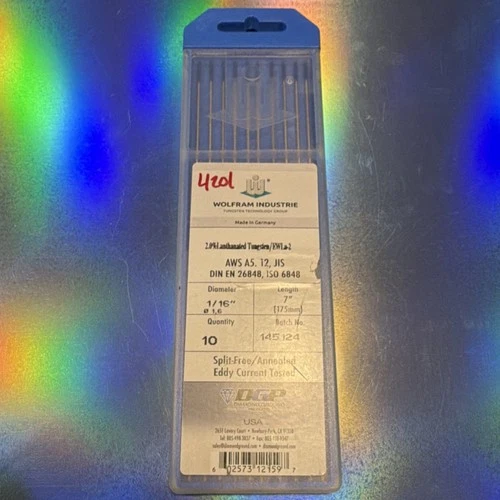 4201
WOLFRAM INDUSTRIE
TUNGSTEN TECHNOLOGY GROUP
Made in Germany
2.0%Lanthanated Tungsten/EWLa-2
AWS A5. 12, JIS
DIN EN 26848, ISO 6848
Diameter
Length
1/16"
7"
Ø 1,6
(175mm)
Quantity
Batch No.
10
145124
Split-Free/Annealed
Eddy Current Tested
DGP
USA
6 02573 12159 7